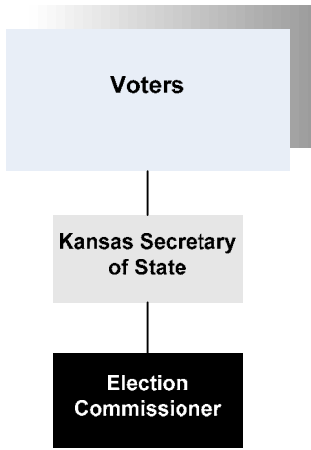 Voters
Kansas Secretary
of State
Election
Commissioner